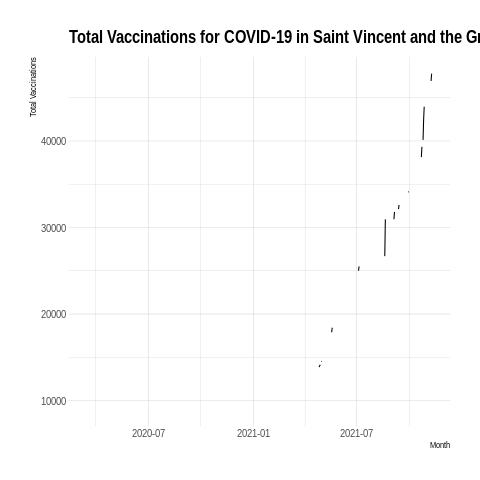 Total Vaccinations for COVID-19 in Saint Vincent and the Gr
Total Vaccinations
40000
30000
20000
10000
2020-07
2021-01
2021-07
Month